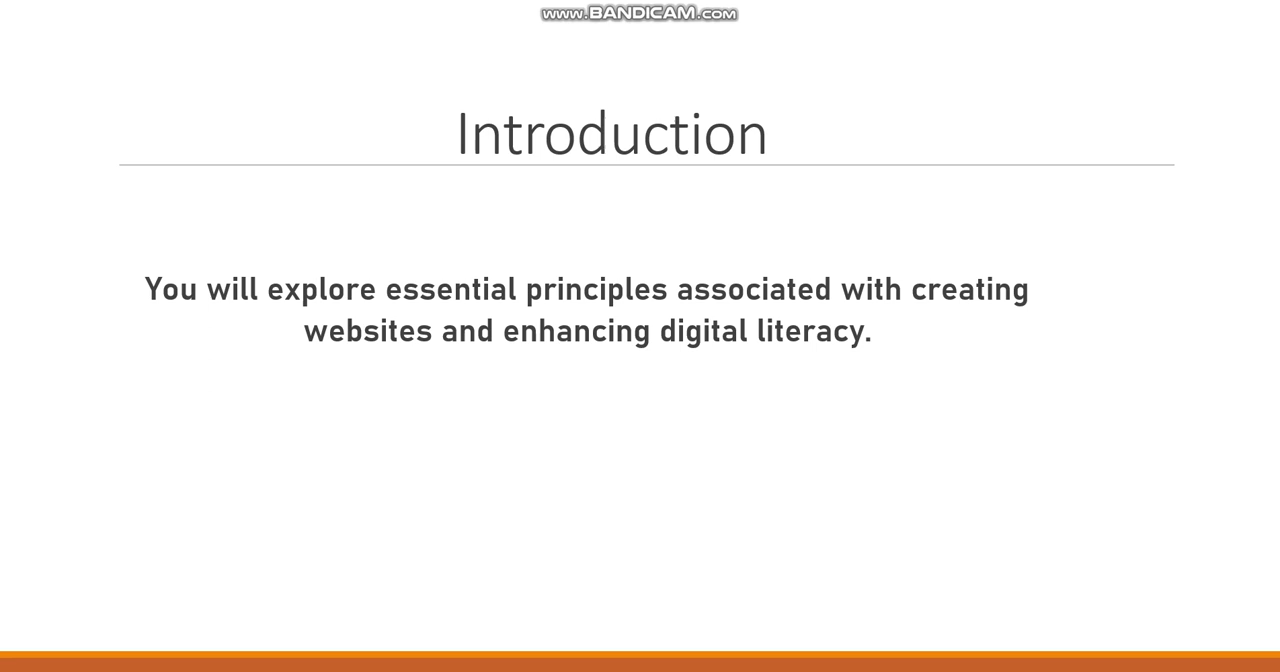 www.BANDICAM.com
Introduction
You will explore essential principles associated with creating
websites and enhancing digital literacy.